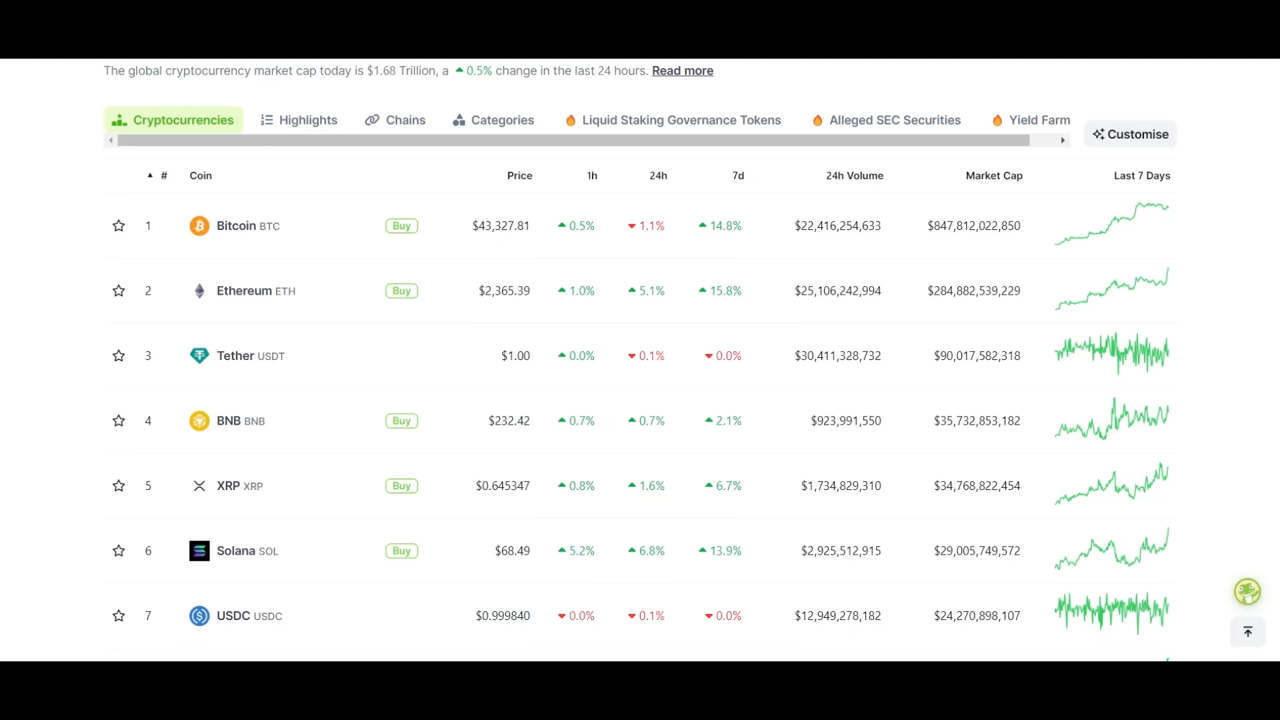 The global cryptocurrency market cap today is $1.68 Trillion, a 0.5% change in the last 24 hours. Read more
Cryptocurrencies Highlights Chains Categories Liquid Staking Governance Tokens Alleged SEC Securities Yield Farm
Customise
# Coin Price 1h 24h 7d 24h Volume Market Cap Last 7 Days
1 Bitcoin BTC Buy $43,327.81 0.5% 1.1% 14.8% $22,416,254,633 $847,812,022,850
2 Ethereum ETH Buy $2,365.39 1.0% 5.1% 15.8% $25,106,242,994 $284,882,539,229
3 Tether USDT $1.00 0.0% 0.1% 0.0% $30,411,328,732 $90,017,582,318
4 BNB BNB Buy $232.42 0.7% 0.7% 2.1% $923,991,550 $35,732,853,182
5 XRP XRP Buy $0.645347 0.8% 1.6% 6.7% $1,734,829,310 $34,768,822,454
6 Solana SOL Buy $68.49 5.2% 6.8% 13.9% $2,925,512,915 $29,005,749,572
7 USDC USDC $0.999840 0.0% 0.1% 0.0% $12,949,278,182 $24,270,898,107